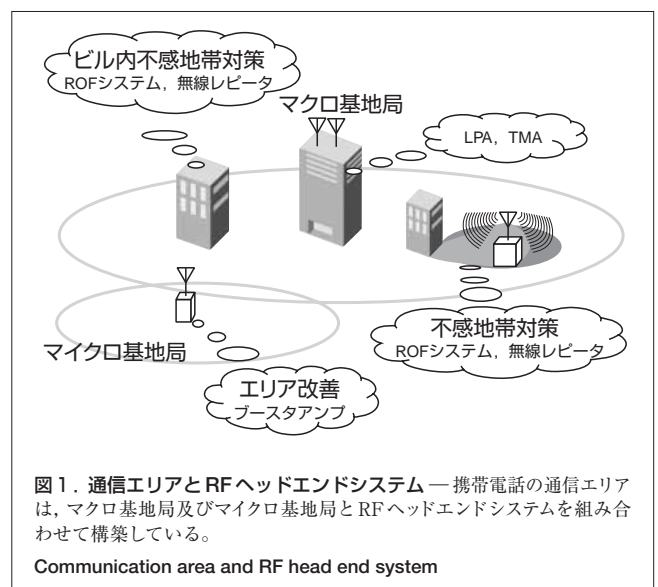 ビル内不感地帯対策
ROFシステム，無線レピータ
マクロ基地局
LPA，TMA
マイクロ基地局
不感地帯対策
ROFシステム，無線レピータ
エリア改善
ブースタアンプ
図1．通信エリアとRFヘッドエンドシステム — 携帯電話の通信エリア
は，マクロ基地局及びマイクロ基地局とRFヘッドエンドシステムを組み合
わせて構築している。
Communication area and RF head end system